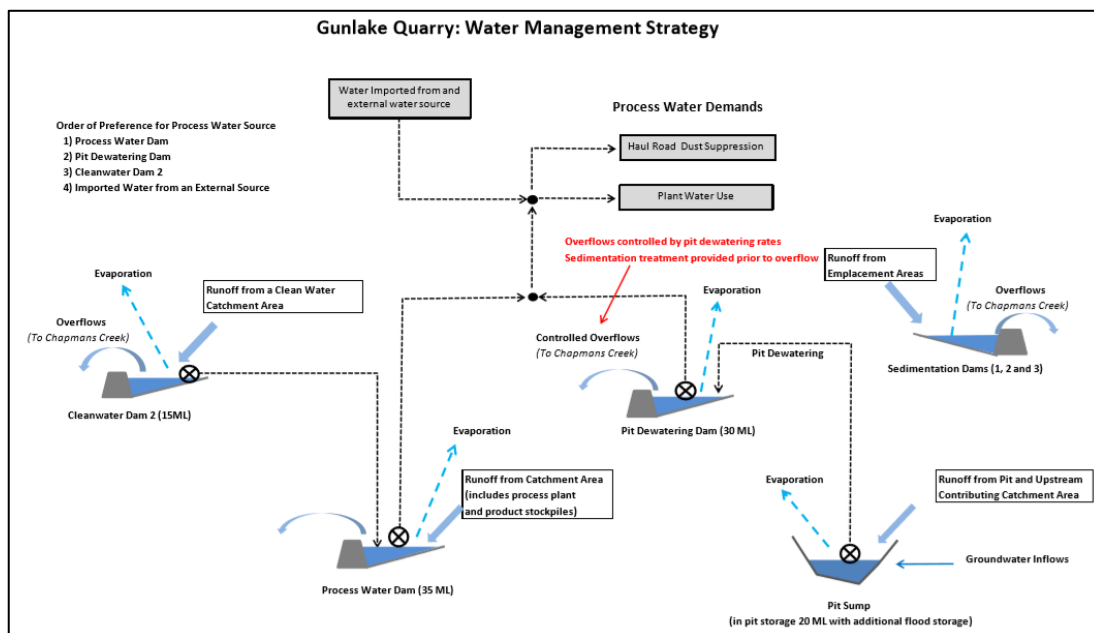 Gunlake Quarry: Water Management Strategy
Water Imported from and
external water source
Process Water Demands
Order of Preference for Process Water Source
1) Process Water Dam
2) Pit Dewatering Dam
3) Cleanwater Dam 2
4) Imported Water from an External Source
Haul Road Dust Suppression
Plant Water Use
Overflows controlled by pit dewatering rates
Sedimentation treatment provided prior to overflow
Evaporation
Runoff from
Emplacement Areas
Overflows
(To Chapmans Creek)
Sedimentation Dams (1, 2 and 3)
Evaporation
Runoff from a Clean Water
Catchment Area
Overflows
(To Chapmans Creek)
Cleanwater Dam 2 (15ML)
Evaporation
Controlled Overflows
(To Chapmans Creek)
Pit Dewatering
Pit Dewatering Dam (30 ML)
Evaporation
Runoff from Catchment Area
(includes process plant
and product stockpiles)
Process Water Dam (35 ML)
Evaporation
Runoff from Pit and Upstream
Contributing Catchment Area
Groundwater Inflows
Pit Sump
(in pit storage 20 ML with additional flood storage)